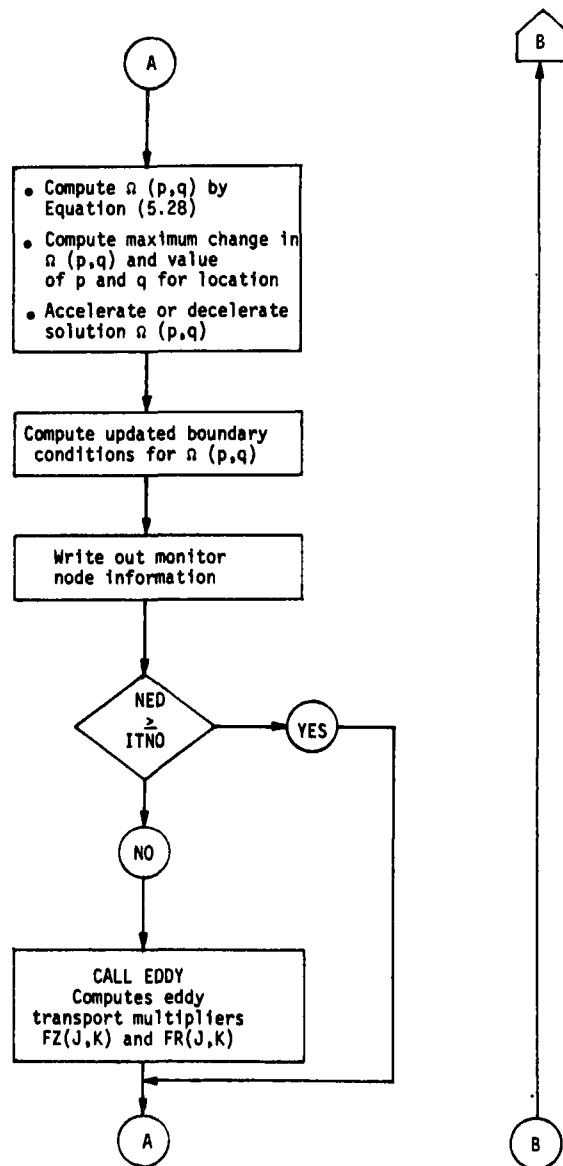 A
B
• Compute Ω (p,q) by
Equation (5.28)
• Compute maximum change in
Ω (p,q) and value
of p and q for location
• Accelerate or decelerate
solution Ω (p,q)
Compute updated boundary
conditions for Ω (p,q)
Write out monitor
node information
NED
≥
ITNO
YES
NO
CALL EDDY
Computes eddy
transport multipliers
FZ(J,K) and FR(J,K)
A
B